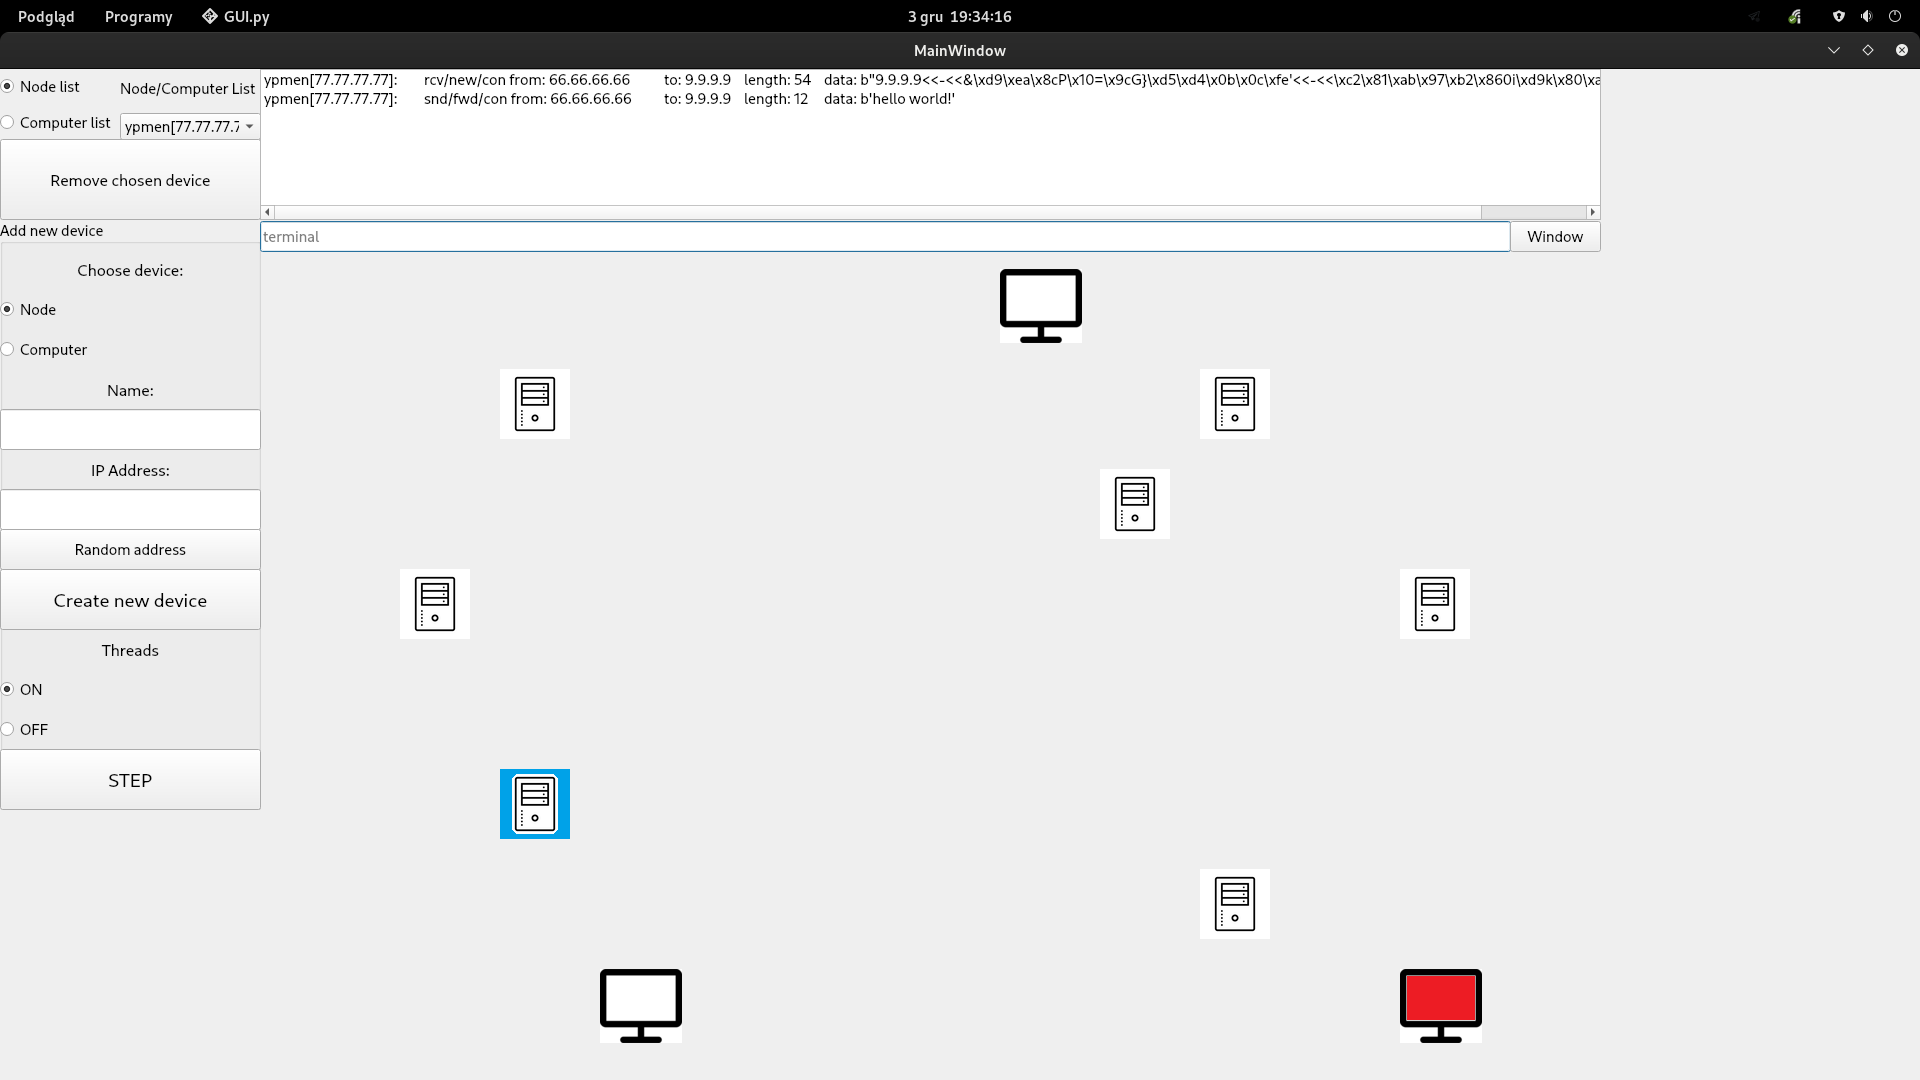 Podgląd Programy GUI.py 3 gru 19:34:16
MainWindow
Node list
Node/Computer List
Computer list
ypmen[77.77.77.7
Remove chosen device
ypmen[77.77.77.77]: rcv/new/con from: 66.66.66.66 to: 9.9.9.9 length: 54 data: b"9.9.9.9<<-<<&\xd9\xea\x8cP\x10=\x9cG}\xd5\xd4\x0b\x0c\xfe'<<-<<\xc2\x81\xab\x97\xb2\x860i\xd9k\x80\xa
ypmen[77.77.77.77]: snd/fwd/con from: 66.66.66.66 to: 9.9.9.9 length: 12 data: b'hello world!'
terminal
Window
Add new device
Choose device:
Node
Computer
Name:
IP Address:
Random address
Create new device
Threads
ON
OFF
STEP